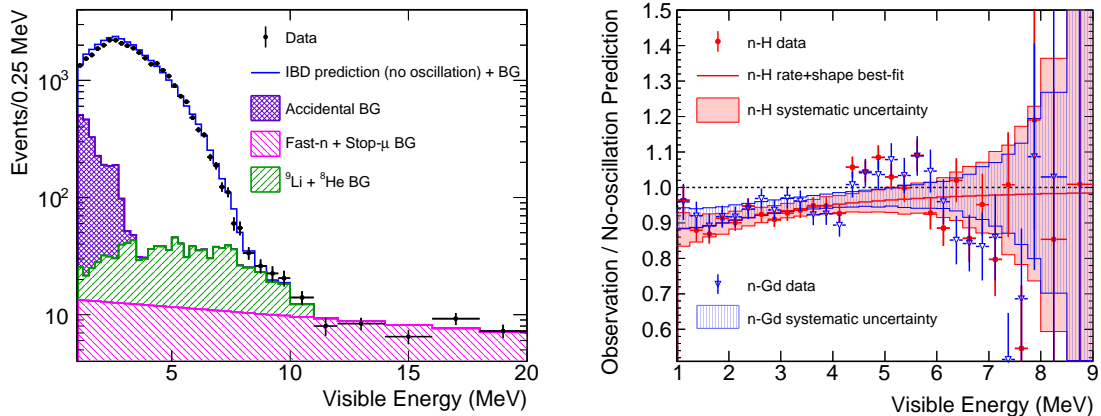 Events/0.25 MeV
10³
10²
10
5 10 15 20
Visible Energy (MeV)
Data
IBD prediction (no oscillation) + BG
Accidental BG
Fast-n + Stop-μ BG
⁹Li + ⁸He BG
Observation / No-oscillation Prediction
1.5
1.4
1.3
1.2
1.1
1.0
0.9
0.8
0.7
0.6
1 2 3 4 5 6 7 8 9
Visible Energy (MeV)
n-H data
n-H rate+shape best-fit
n-H systematic uncertainty
n-Gd data
n-Gd systematic uncertainty